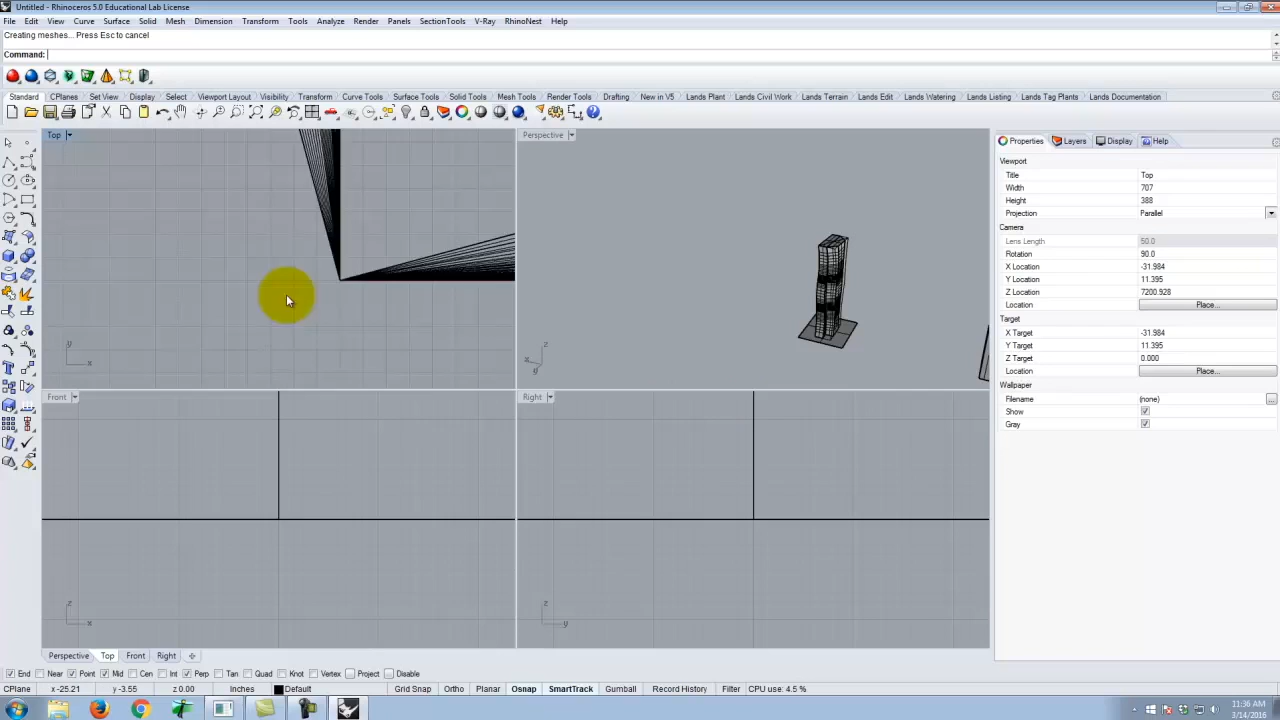 Untitled - Rhinoceros 5.0 Educational Lab License
File Edit View Curve Surface Solid Mesh Dimension Transform Tools Analyze Render Panels SectionTools V-Ray RhinoNest Help
Creating meshes... Press Esc to cancel
Command:
Standard CPlanes Set View Display Select Viewport Layout Visibility Transform Curve Tools Surface Tools Solid Tools Mesh Tools Render Tools Drafting New in V5 Lands Plant Lands Civil Work Lands Terrain Lands Edit Lands Watering Lands Listing Lands Tag Plants Lands Documentation
Top
Perspective
Properties Layers Display Help
Viewport
Title Top
Width 707
Height 388
Projection Parallel
Camera
Lens Length 50.0
Rotation 90.0
X Location -31.984
Y Location 11.395
Z Location 7200.928
Location Place...
Target
X Target -31.984
Y Target 11.395
Z Target 0.000
Location Place...
Wallpaper
Filename (none) ...
Show
Gray
y
x
z
x
y
Front
Right
z
x
z
y
Perspective Top Front Right
End Near Point Mid Cen Int Perp Tan Quad Knot Vertex Project Disable
CPlane x -25.21 y -3.55 z 0.00 Inches Default Grid Snap Ortho Planar Osnap SmartTrack Gumball Record History Filter CPU use: 4.5 %
11:36 AM
3/14/2016